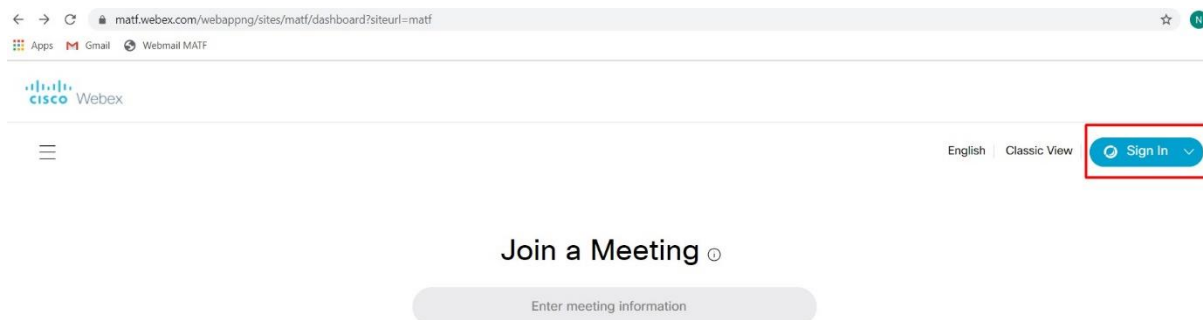 matf.webex.com/webappng/sites/matf/dashboard?siteurl=matf
N
Apps Gmail Webmail MATF
cisco Webex
English Classic View Sign In
Join a Meeting
Enter meeting information